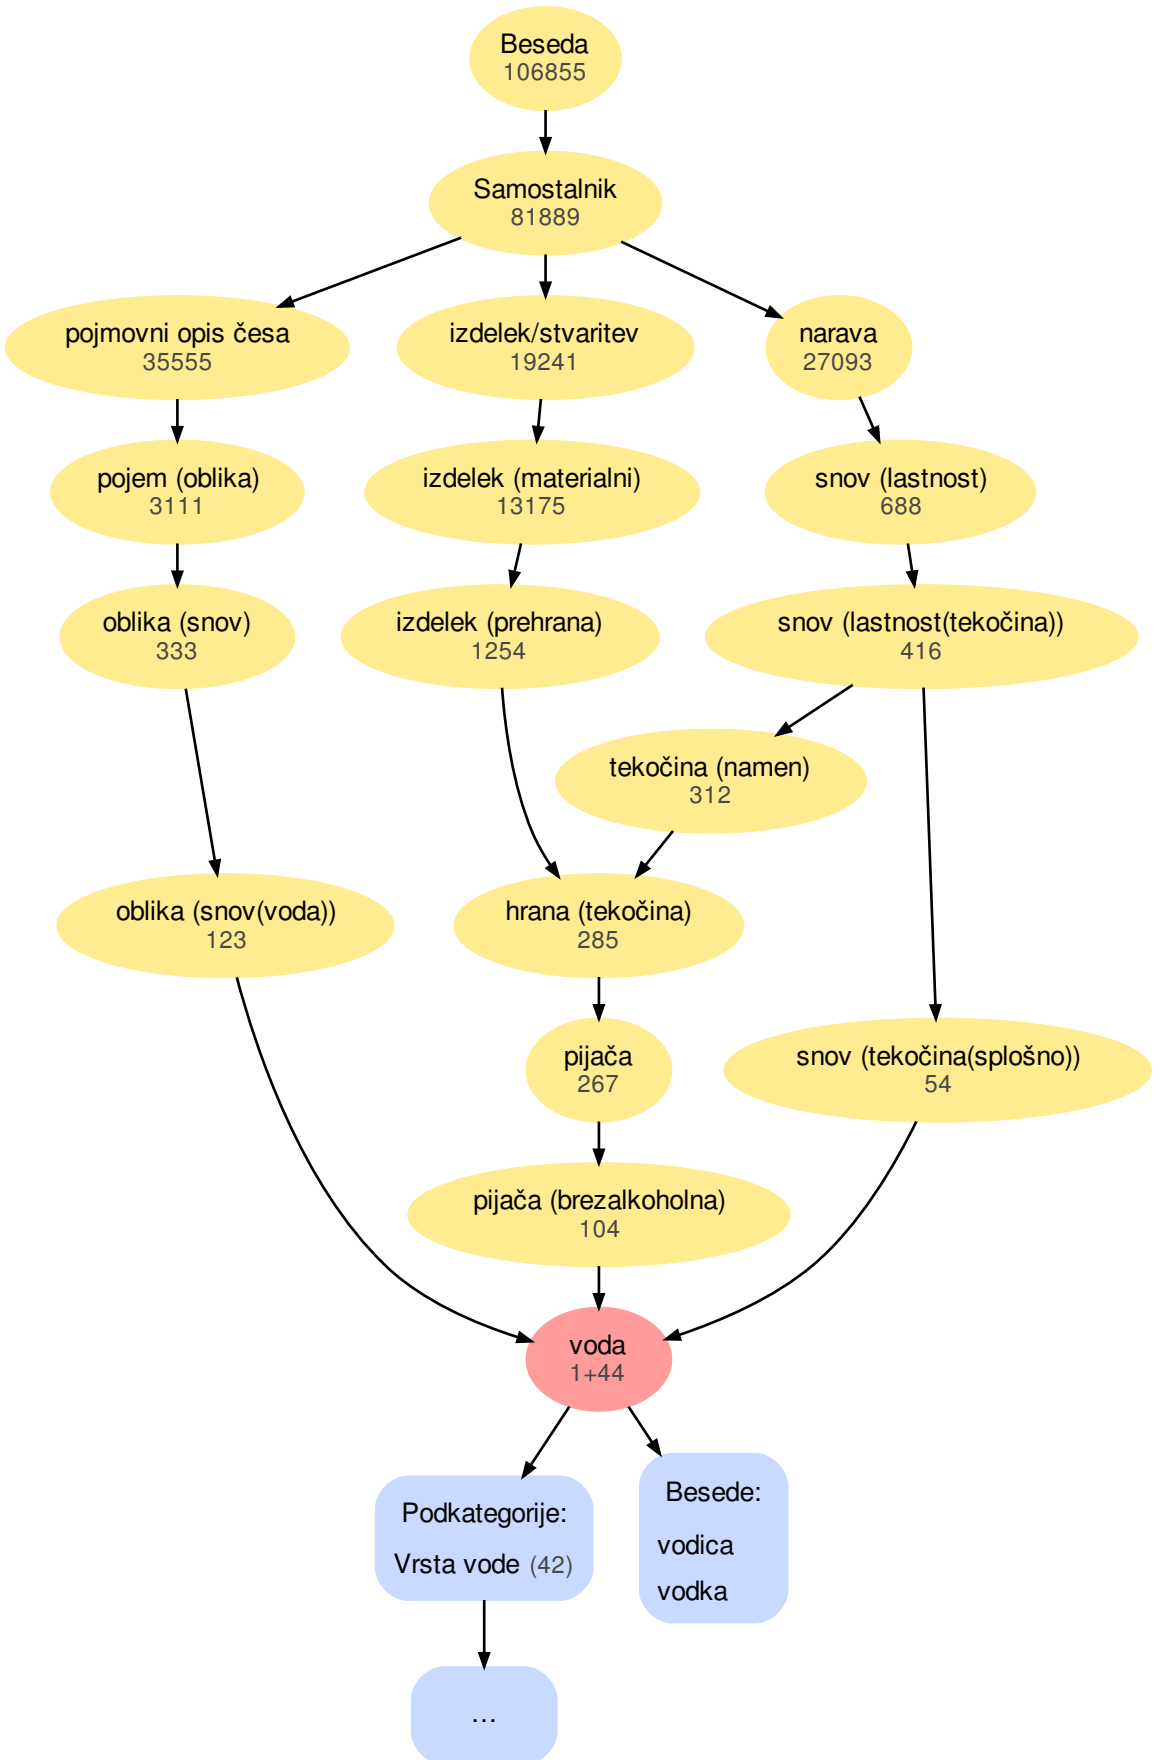 Beseda
106855
Samostalnik
81889
pojmovni opis česa
35555
izdelek/stvaritev
19241
narava
27093
pojem (oblika)
3111
izdelek (materialni)
13175
snov (lastnost)
688
oblika (snov)
333
izdelek (prehrana)
1254
snov (lastnost(tekočina))
416
tekočina (namen)
312
oblika (snov(voda))
123
hrana (tekočina)
285
pijača
267
snov (tekočina(splošno))
54
pijača (brezalkoholna)
104
voda
1+44
Podkategorije:
Vrsta vode (42)
Besede:
vodica
vodka
...